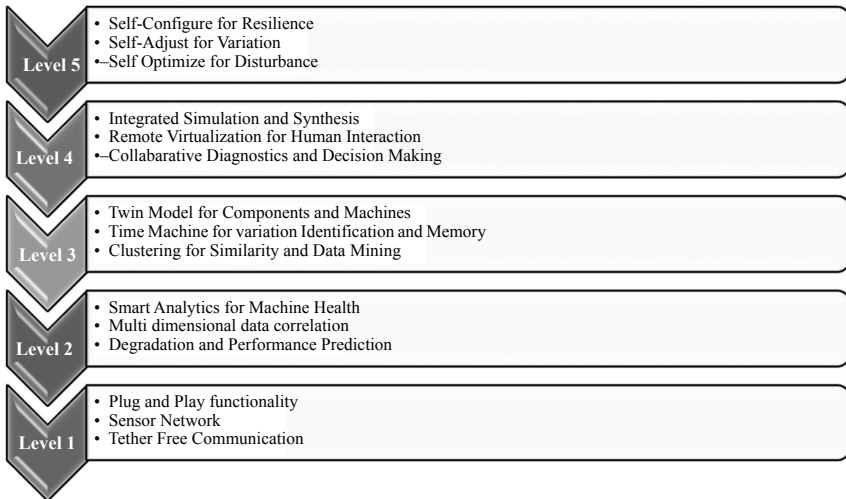 Level 5
• Self-Configure for Resilience
• Self-Adjust for Variation
•–Self Optimize for Disturbance
Level 4
• Integrated Simulation and Synthesis
• Remote Virtualization for Human Interaction
•–Collabarative Diagnostics and Decision Making
Level 3
• Twin Model for Components and Machines
• Time Machine for variation Identification and Memory
• Clustering for Similarity and Data Mining
Level 2
• Smart Analytics for Machine Health
• Multi dimensional data correlation
• Degradation and Performance Prediction
Level 1
• Plug and Play functionality
• Sensor Network
• Tether Free Communication